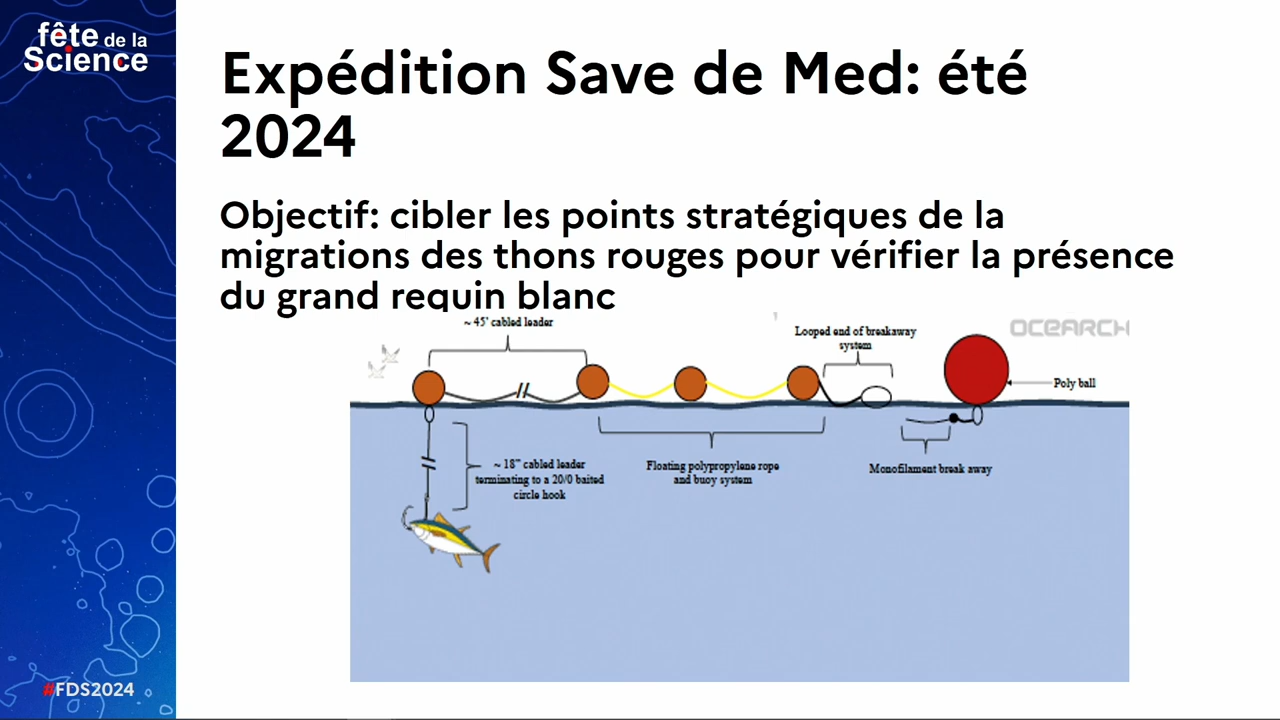 fête de la
Science
Expédition Save de Med: été
2024
Objectif: cibler les points stratégiques de la
migrations des thons rouges pour vérifier la présence
du grand requin blanc
~ 45' cabled leader
Looped end of breakaway
system
OCEARCH
Poly ball
~ 18" cabled leader
terminating to a 20/0 baited
circle hook
Floating polypropylene rope
and buoy system
Monofilament break away
#FDS2024